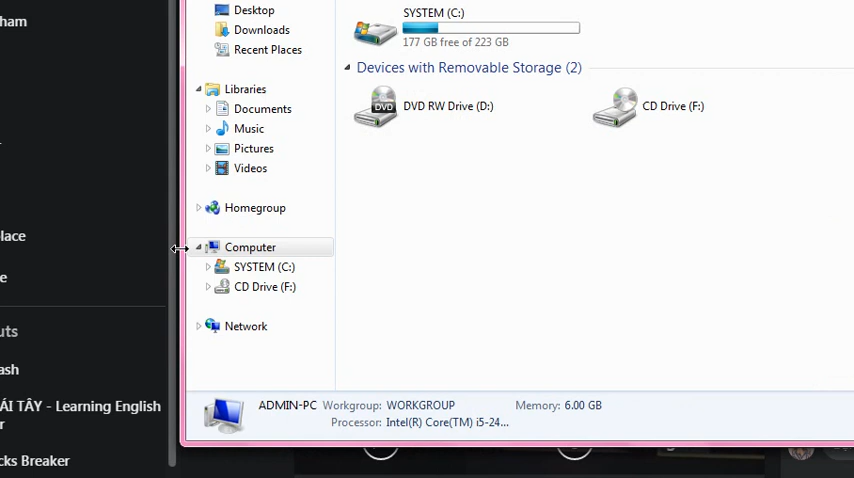 ham
place
e
uts
ash
ÁI TÂY - Learning English
r
cks Breaker
Desktop
Downloads
Recent Places
Libraries
Documents
Music
Pictures
Videos
Homegroup
Computer
SYSTEM (C:)
CD Drive (F:)
Network
SYSTEM (C:)
177 GB free of 223 GB
Devices with Removable Storage (2)
DVD
DVD RW Drive (D:)
CD Drive (F:)
ADMIN-PC Workgroup: WORKGROUP Memory: 6.00 GB
Processor: Intel(R) Core(TM) i5-24...